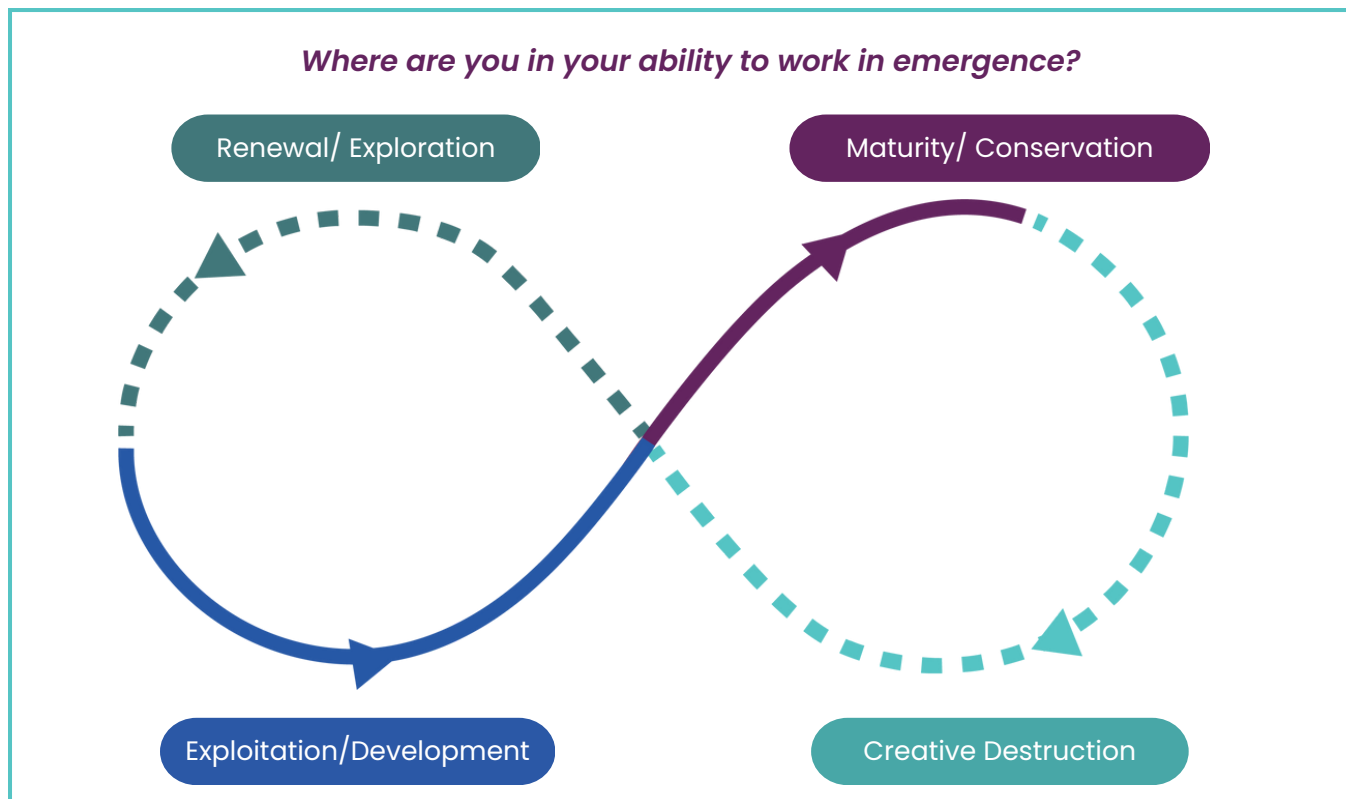 Where are you in your ability to work in emergence?
Renewal/ Exploration
Maturity/ Conservation
Exploitation/Development
Creative Destruction